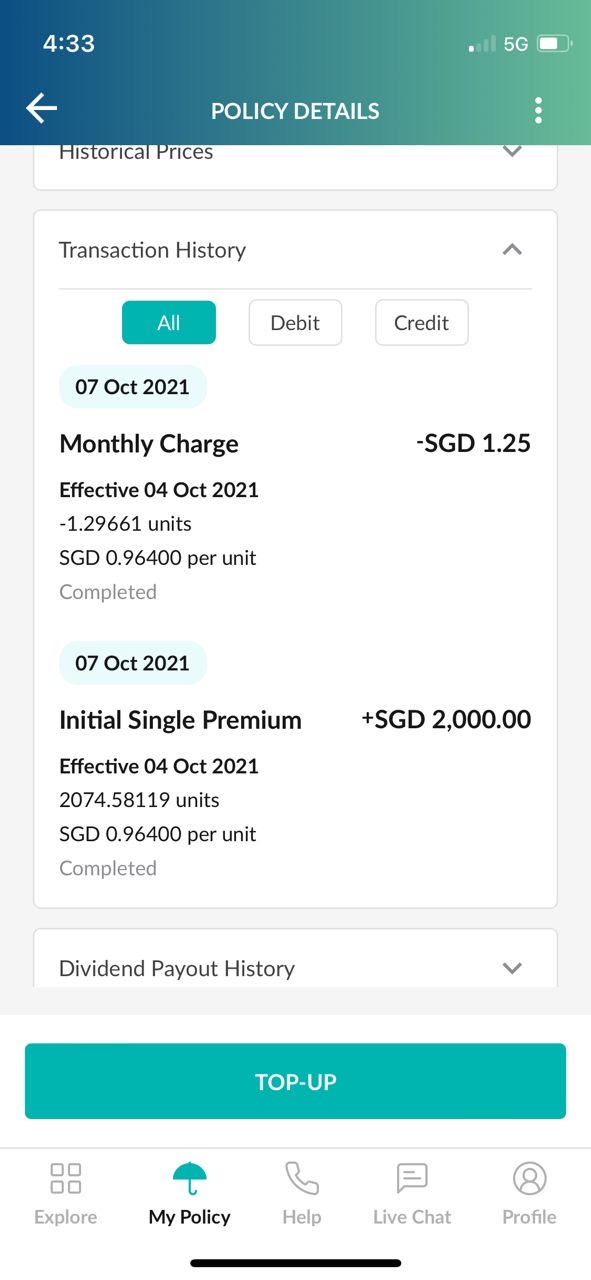 4:33
5G
POLICY DETAILS
Historical Prices
Transaction History
All
Debit
Credit
07 Oct 2021
Monthly Charge
-SGD 1.25
Effective 04 Oct 2021
-1.29661 units
SGD 0.96400 per unit
Completed
07 Oct 2021
Initial Single Premium
+SGD 2,000.00
Effective 04 Oct 2021
2074.58119 units
SGD 0.96400 per unit
Completed
Dividend Payout History
TOP-UP
Explore
My Policy
Help
Live Chat
Profile